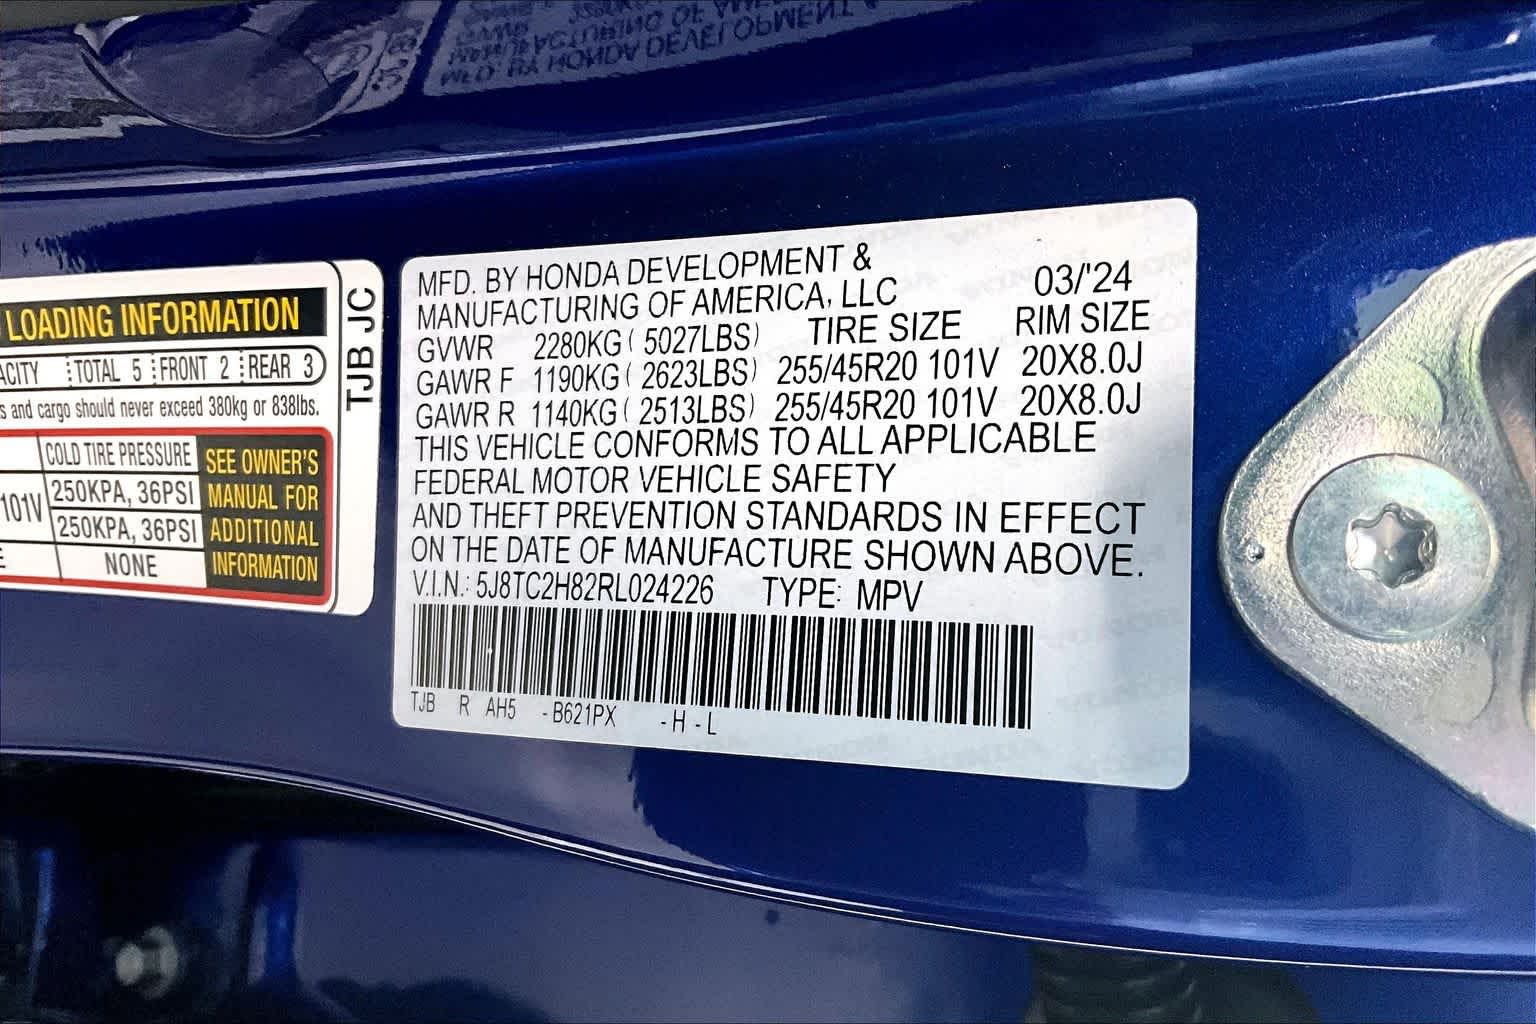 LOADING INFORMATION
ACITY TOTAL 5 FRONT 2 REAR 3
s and cargo should never exceed 380kg or 838lbs.
COLD TIRE PRESSURE
101V 250KPA, 36PSI
250KPA, 36PSI
E NONE
SEE OWNER'S
MANUAL FOR
ADDITIONAL
INFORMATION
TJB JC
MFD. BY HONDA DEVELOPMENT &
MANUFACTURING OF AMERICA, LLC 03/'24
GVWR 2280KG ( 5027LBS) TIRE SIZE RIM SIZE
GAWR F 1190KG ( 2623LBS) 255/45R20 101V 20X8.0J
GAWR R 1140KG ( 2513LBS) 255/45R20 101V 20X8.0J
THIS VEHICLE CONFORMS TO ALL APPLICABLE
FEDERAL MOTOR VEHICLE SAFETY
AND THEFT PREVENTION STANDARDS IN EFFECT
ON THE DATE OF MANUFACTURE SHOWN ABOVE.
V.I.N.: 5J8TC2H82RL024226 TYPE: MPV
TJB R AH5 -B621PX -H-L